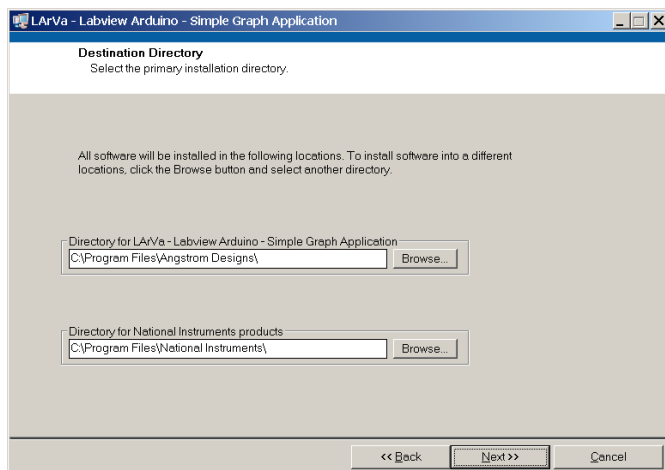 LArVa - Labview Arduino - Simple Graph Application
Destination Directory
Select the primary installation directory.
All software will be installed in the following locations. To install software into a different
locations, click the Browse button and select another directory.
Directory for LArVa - Labview Arduino - Simple Graph Application
C:\Program Files\Angstrom Designs\
Browse...
Directory for National Instruments products
C:\Program Files\National Instruments\
Browse...
<< Back
Next >>
Cancel